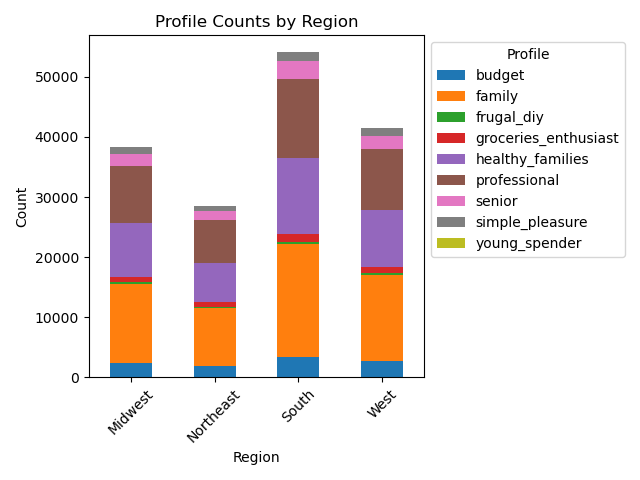 Profile Counts by Region
Count
50000
40000
30000
20000
10000
0
Midwest
Northeast
South
West
Region
Profile
budget
family
frugal_diy
groceries_enthusiast
healthy_families
professional
senior
simple_pleasure
young_spender